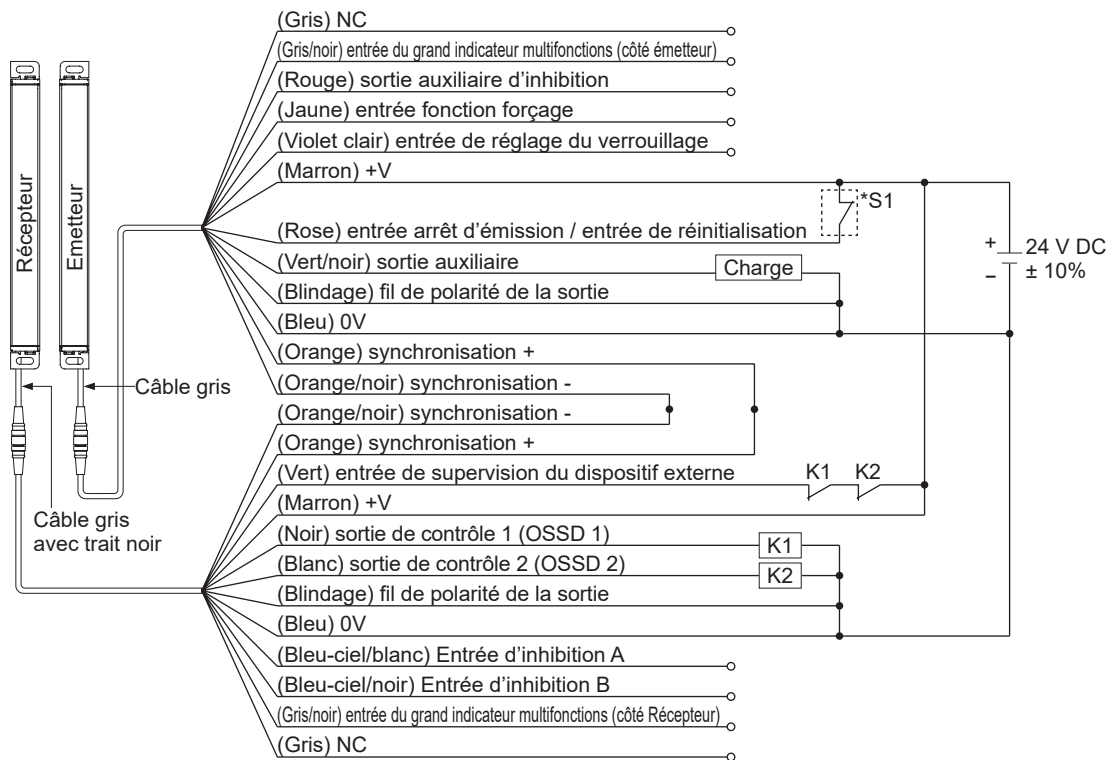 (Gris) NC
(Gris/noir) entrée du grand indicateur multifonctions (côté émetteur)
(Rouge) sortie auxiliaire d’inhibition
(Jaune) entrée fonction forçage
(Violet clair) entrée de réglage du verrouillage
(Marron) +V
*S1
(Rose) entrée arrêt d’émission / entrée de réinitialisation
+
−
24 V DC
± 10%
(Vert/noir) sortie auxiliaire
Charge
(Blindage) fil de polarité de la sortie
(Bleu) 0V
(Orange) synchronisation +
(Orange/noir) synchronisation -
(Orange/noir) synchronisation -
(Orange) synchronisation +
(Vert) entrée de supervision du dispositif externe
K1
K2
(Marron) +V
(Noir) sortie de contrôle 1 (OSSD 1)
K1
(Blanc) sortie de contrôle 2 (OSSD 2)
K2
(Blindage) fil de polarité de la sortie
(Bleu) 0V
(Bleu-ciel/blanc) Entrée d’inhibition A
(Bleu-ciel/noir) Entrée d’inhibition B
(Gris/noir) entrée du grand indicateur multifonctions (côté Récepteur)
(Gris) NC
Récepteur
Emetteur
Câble gris
Câble gris
avec trait noir